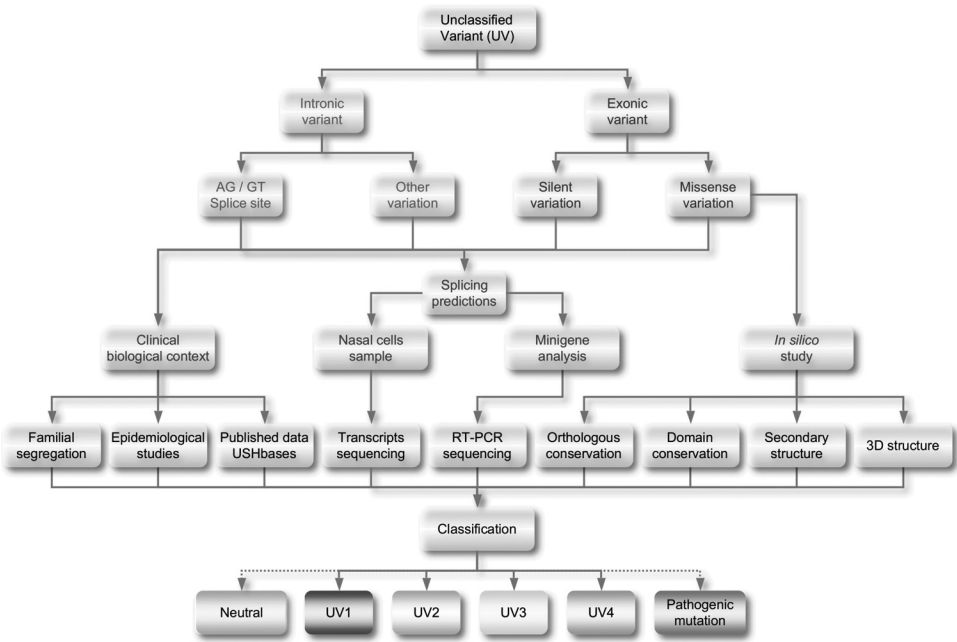 Unclassified
Variant (UV)
Intronic
variant
Exonic
variant
AG / GT
Splice site
Other
variation
Silent
variation
Missense
variation
Splicing
predictions
Clinical
biological context
Nasal cells
sample
Minigene
analysis
In silico
study
Familial
segregation
Epidemiological
studies
Published data
USHbases
Transcripts
sequencing
RT-PCR
sequencing
Orthologous
conservation
Domain
conservation
Secondary
structure
3D structure
Classification
Neutral
UV1
UV2
UV3
UV4
Pathogenic
mutation